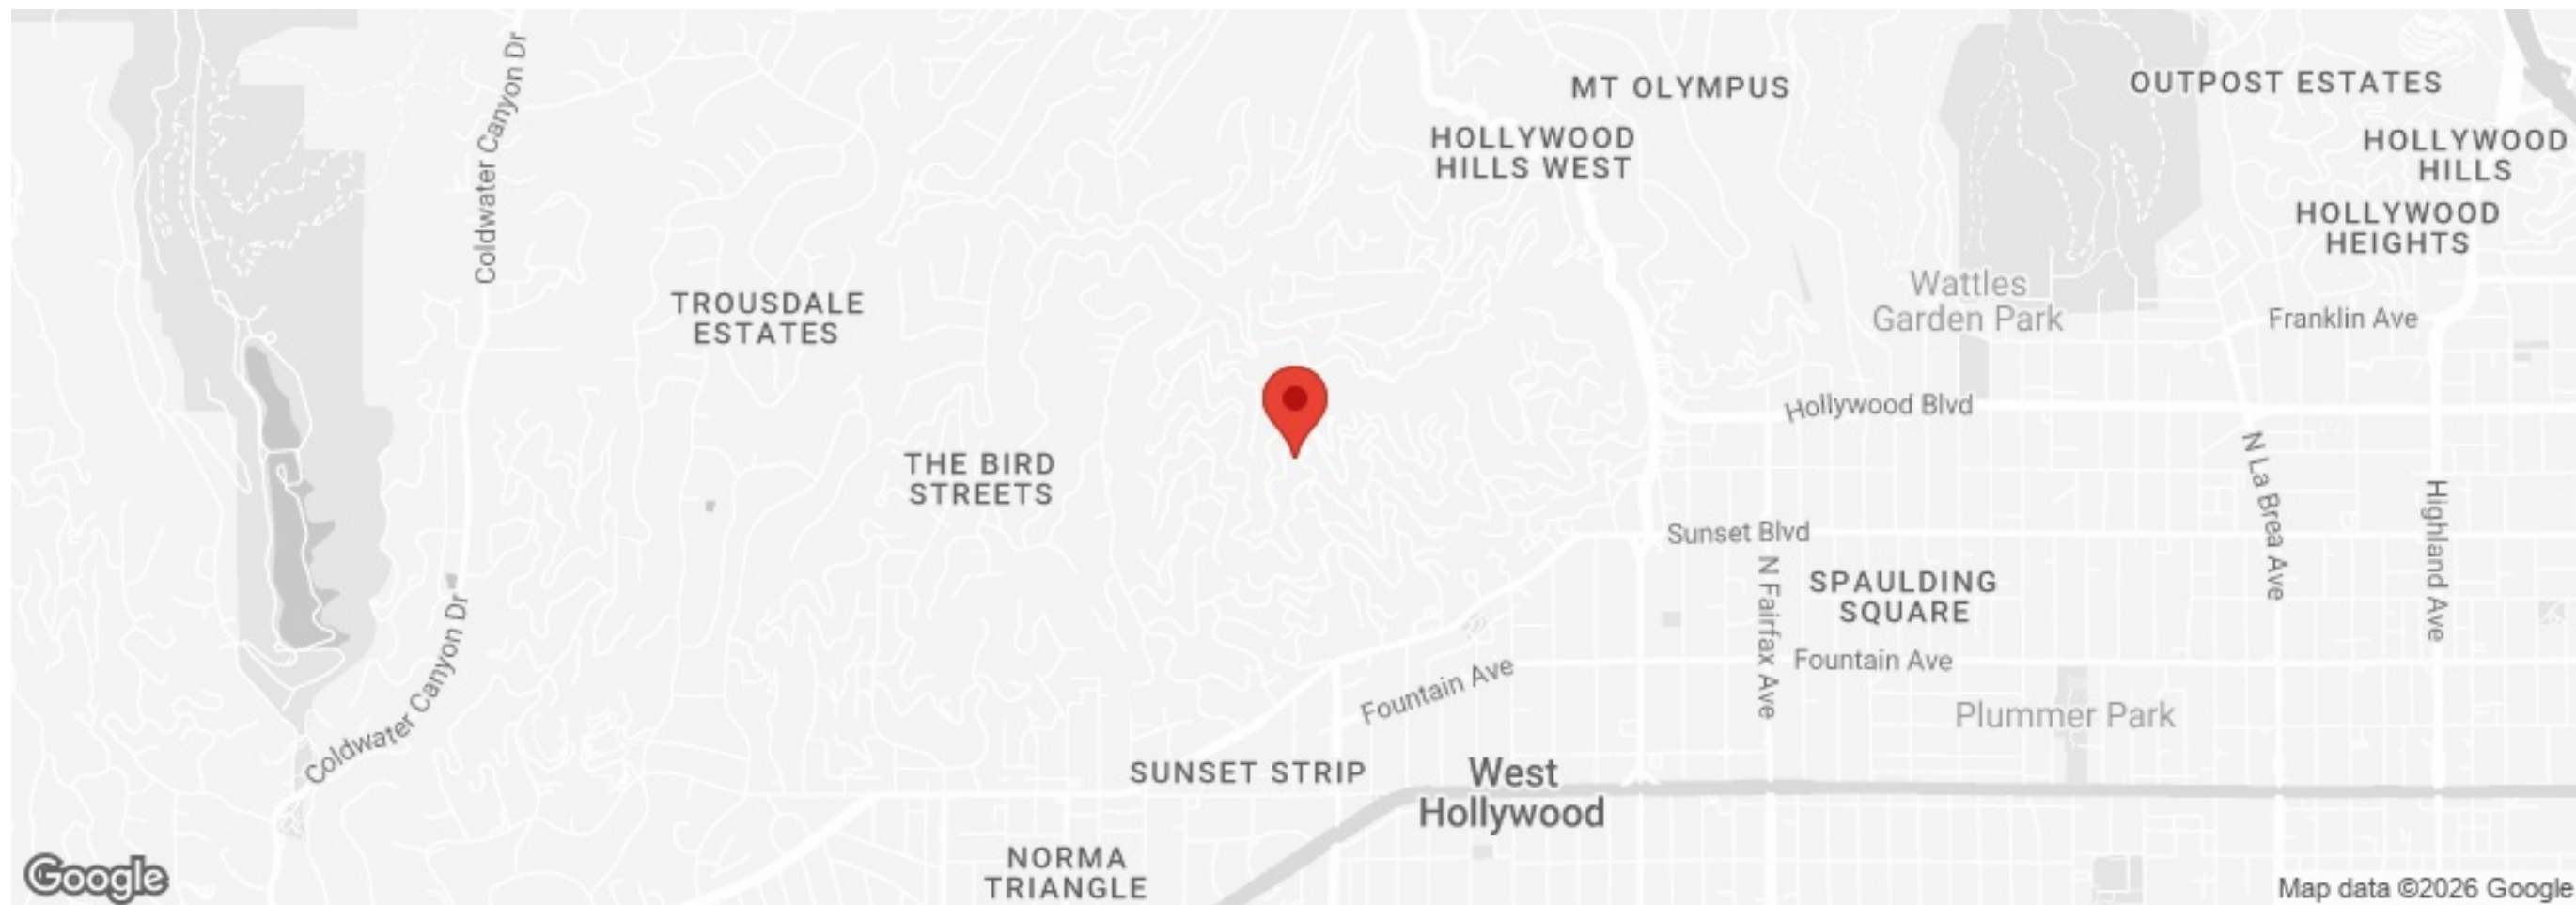 Coldwater Canyon Dr
MT OLYMPUS
OUTPOST ESTATES
HOLLYWOOD
HILLS WEST
HOLLYWOOD
HILLS
HOLLYWOOD
HEIGHTS
Wattles
Garden Park
Franklin Ave
TROUSDALE
ESTATES
Hollywood Blvd
THE BIRD
STREETS
N La Brea Ave
Highland Ave
Sunset Blvd
N Fairfax Ave
SPAULDING
SQUARE
Coldwater Canyon Dr
Fountain Ave
Fountain Ave
Plummer Park
SUNSET STRIP
West
Hollywood
NORMA
TRIANGLE
Google
Map data ©2026 Google